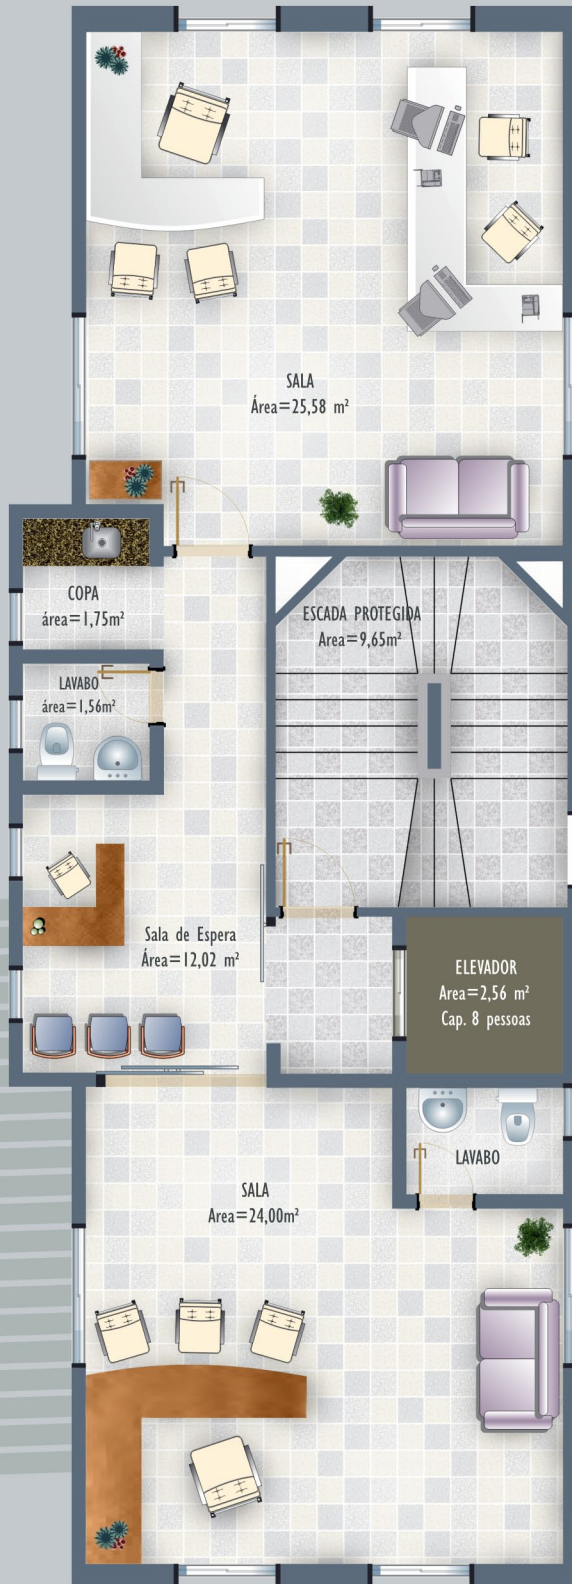 SALA
Área=25,58 m²
COPA
área=1,75m²
ESCADA PROTEGIDA
Area=9,65m²
LAVABO
área=1,56m²
Sala de Espera
Área=12,02 m²
ELEVADOR
Area=2,56 m²
Cap. 8 pessoas
LAVABO
SALA
Area=24,00m²